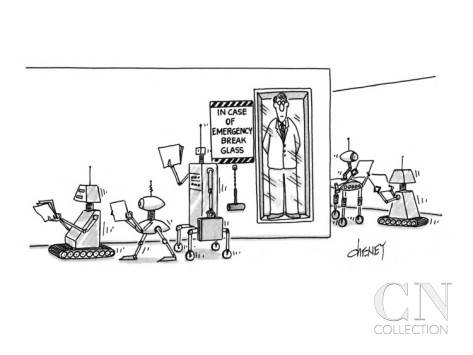 IN CASE
OF
EMERGENCY
BREAK
GLASS
CHENEY
CN
COLLECTION